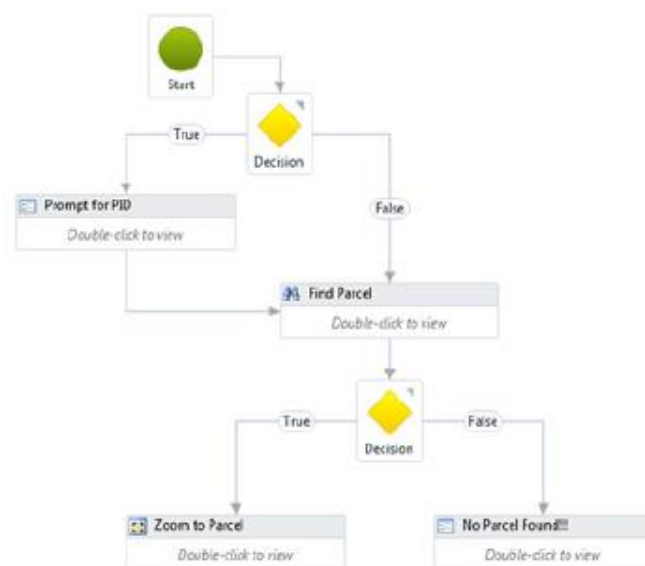 Start
True
Decision
Prompt for PID
False
Double-click to view
Find Parcel
Double-click to view
True
False
Decision
Zoom to Parcel
No Parcel Found!!!
Double-click to view
Double-click to view